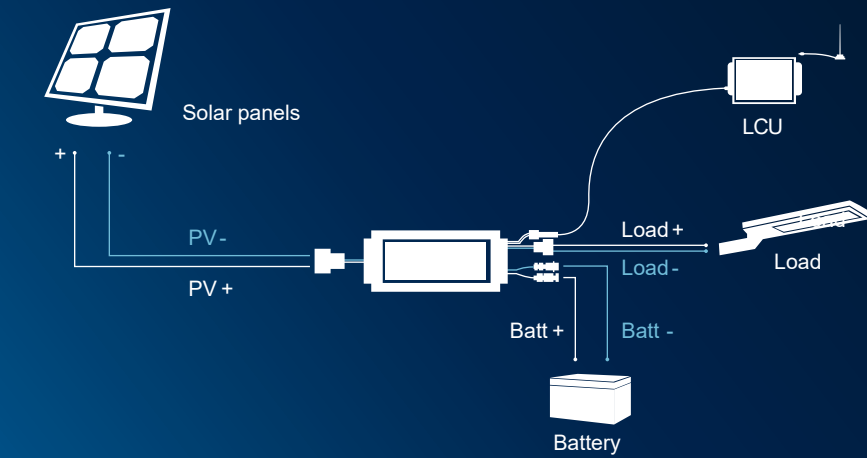 Solar panels
LCU
+ -
PV -
PV +
Load +
Load -
Load
Batt + Batt -
Battery